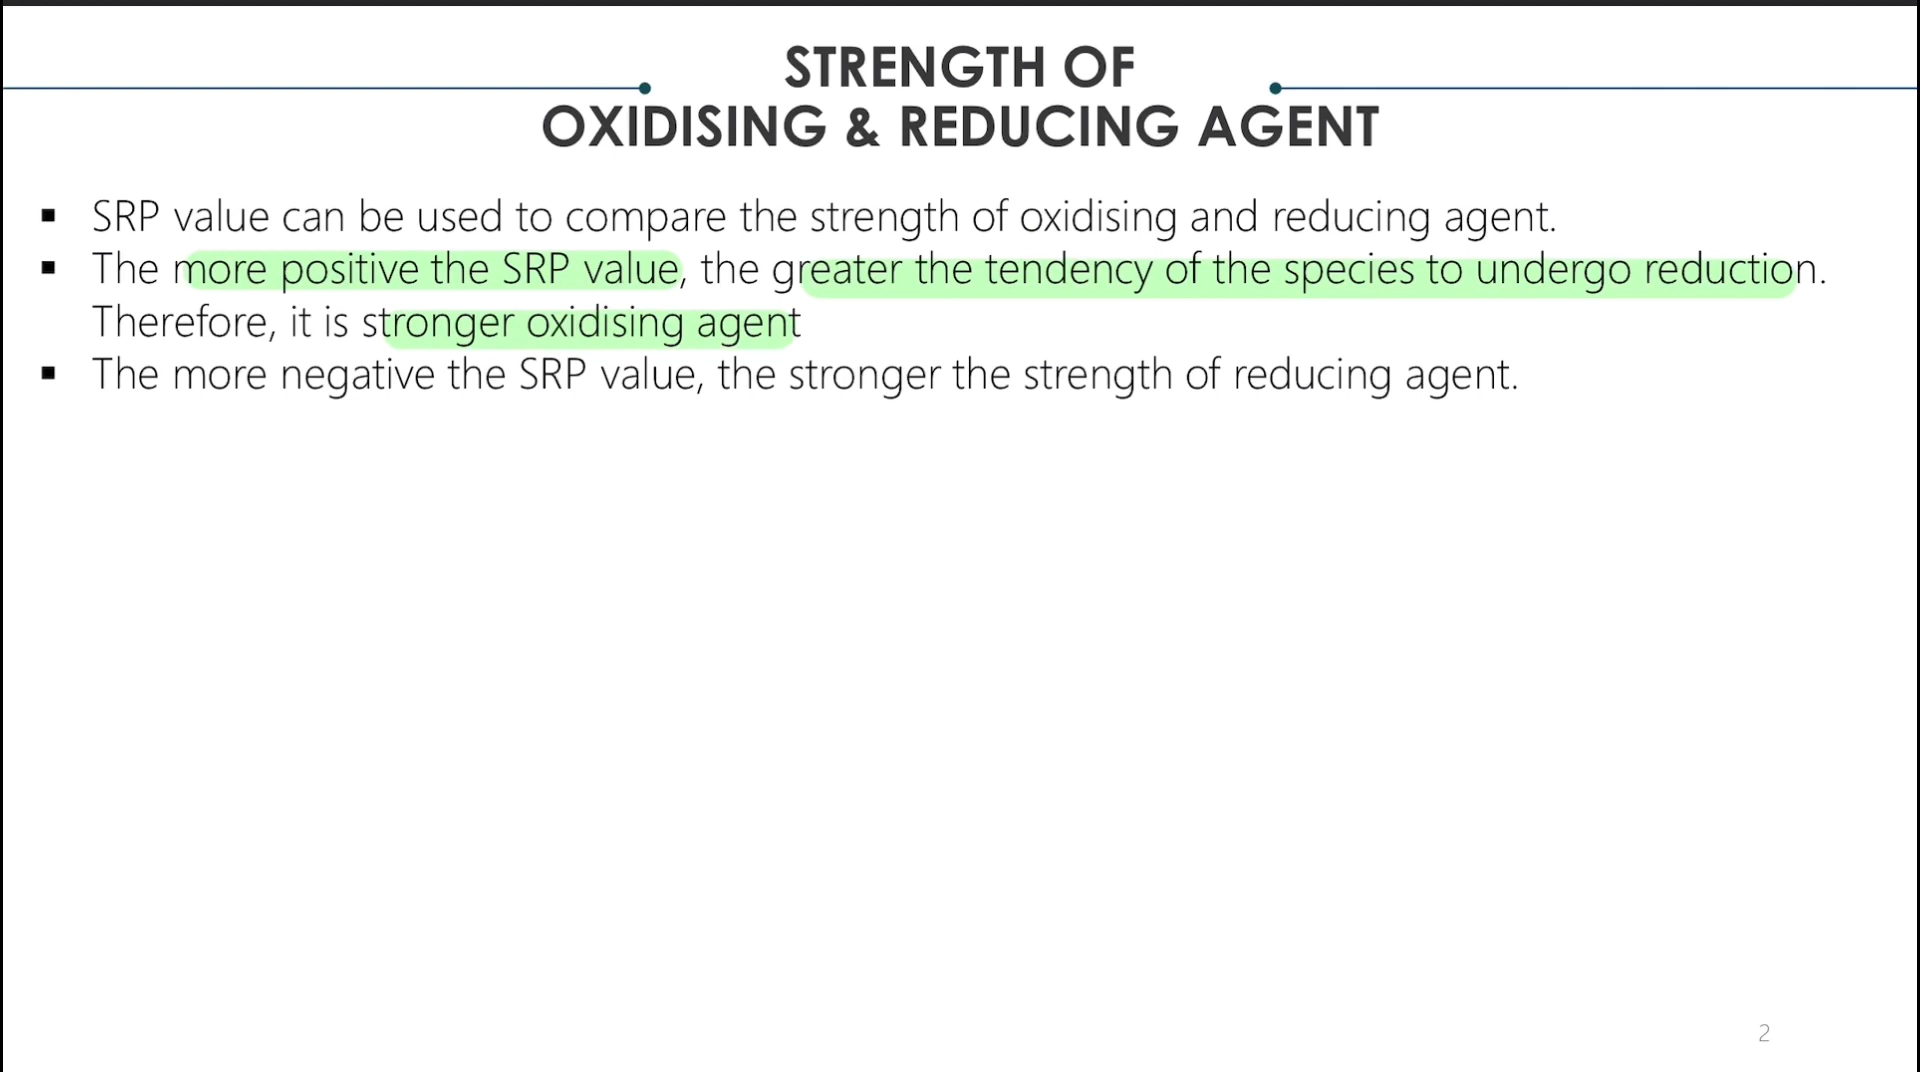 STRENGTH OF
OXIDISING & REDUCING AGENT
▪ SRP value can be used to compare the strength of oxidising and reducing agent.
▪ The more positive the SRP value, the greater the tendency of the species to undergo reduction.
Therefore, it is stronger oxidising agent
▪ The more negative the SRP value, the stronger the strength of reducing agent.
2